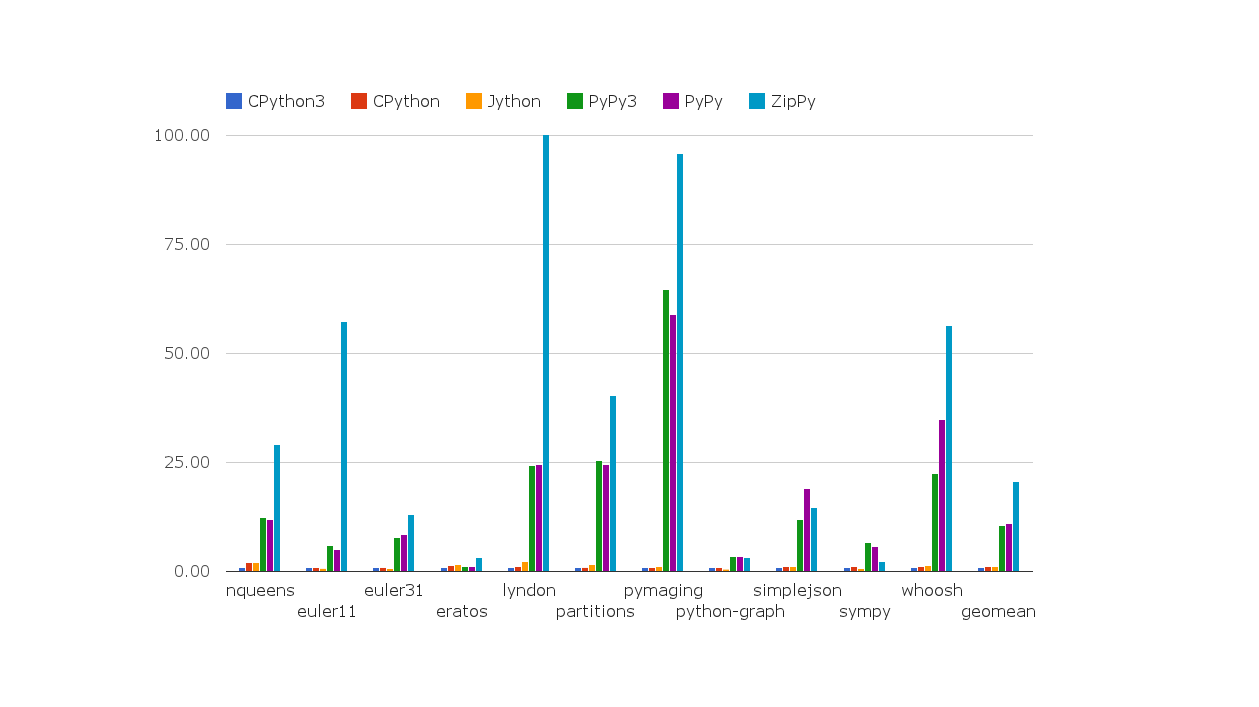 CPython3 CPython Jython PyPy3 PyPy ZipPy
100.00
75.00
50.00
25.00
0.00
nqueens euler31 lyndon pymaging simplejson whoosh
euler11 eratos partitions python-graph sympy geomean